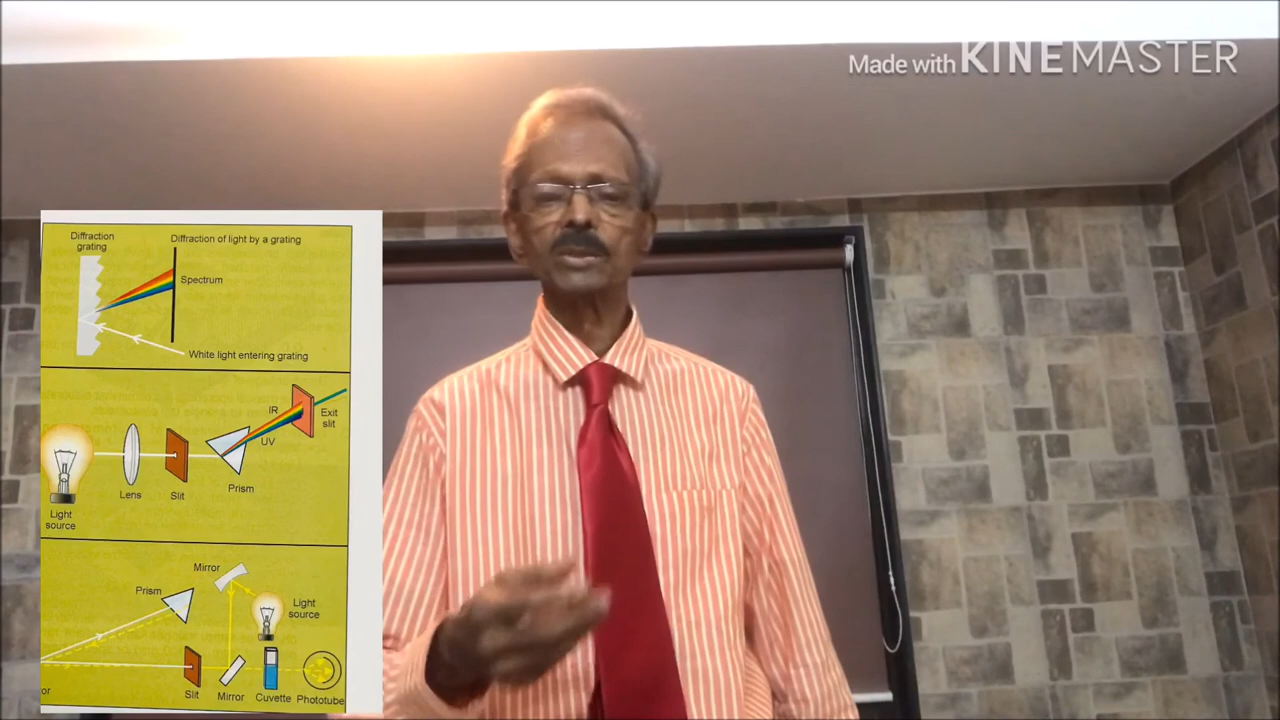 Made with KINEMASTER
Diffraction
grating
Diffraction of light by a grating
Spectrum
White light entering grating
IR
UV
Exit
slit
Lens
Slit
Prism
Light
source
Mirror
Prism
Light
source
or
Slit
Mirror
Cuvette
Phototube